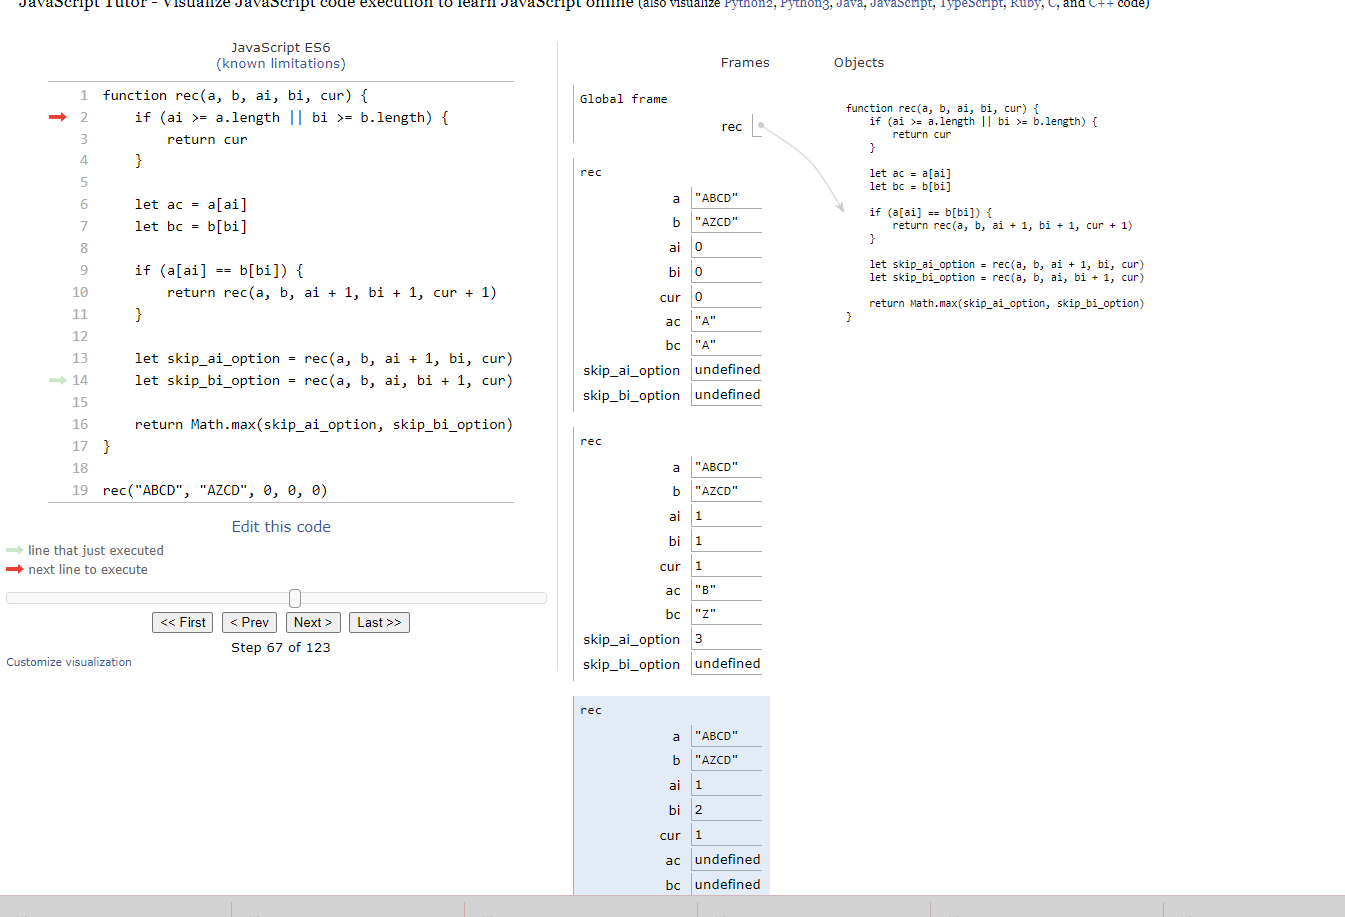 JavaScript Tutor - Visualize JavaScript code execution to learn JavaScript online (also visualize Python2, Python3, Java, JavaScript, TypeScript, Ruby, C, and C++ code)
JavaScript ES6
(known limitations)
1 function rec(a, b, ai, bi, cur) {
2 if (ai >= a.length || bi >= b.length) {
3 return cur
4 }
5
6 let ac = a[ai]
7 let bc = b[bi]
8
9 if (a[ai] == b[bi]) {
10 return rec(a, b, ai + 1, bi + 1, cur + 1)
11 }
12
13 let skip_ai_option = rec(a, b, ai + 1, bi, cur)
14 let skip_bi_option = rec(a, b, ai, bi + 1, cur)
15
16 return Math.max(skip_ai_option, skip_bi_option)
17 }
18
19 rec("ABCD", "AZCD", 0, 0, 0)
Edit this code
line that just executed
next line to execute
<< First < Prev Next > Last >>
Step 67 of 123
Customize visualization
Frames Objects
Global frame
rec
rec
a "ABCD"
b "AZCD"
ai 0
bi 0
cur 0
ac "A"
bc "A"
skip_ai_option undefined
skip_bi_option undefined
rec
a "ABCD"
b "AZCD"
ai 1
bi 1
cur 1
ac "B"
bc "Z"
skip_ai_option 3
skip_bi_option undefined
rec
a "ABCD"
b "AZCD"
ai 1
bi 2
cur 1
ac undefined
bc undefined
function rec(a, b, ai, bi, cur) {
if (ai >= a.length || bi >= b.length) {
return cur
}
let ac = a[ai]
let bc = b[bi]
if (a[ai] == b[bi]) {
return rec(a, b, ai + 1, bi + 1, cur + 1)
}
let skip_ai_option = rec(a, b, ai + 1, bi, cur)
let skip_bi_option = rec(a, b, ai, bi + 1, cur)
return Math.max(skip_ai_option, skip_bi_option)
}